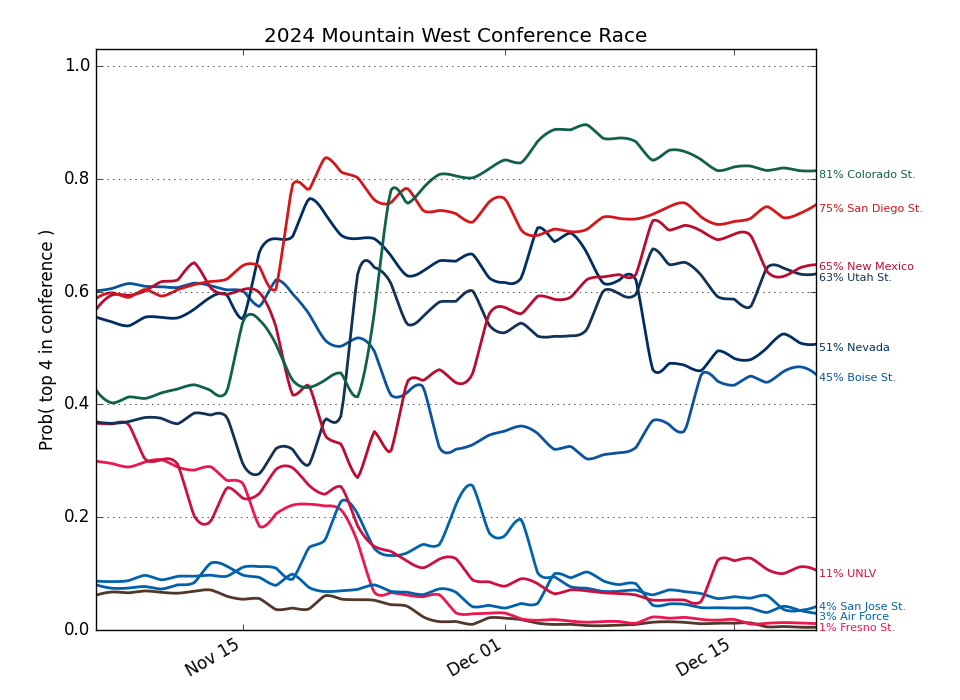 2024 Mountain West Conference Race
Prob( top 4 in conference )
1.0
0.8
0.6
0.4
0.2
0.0
Nov 15
Dec 01
Dec 15
81% Colorado St.
75% San Diego St.
65% New Mexico
63% Utah St.
51% Nevada
45% Boise St.
11% UNLV
4% San Jose St.
3% Air Force
1% Fresno St.